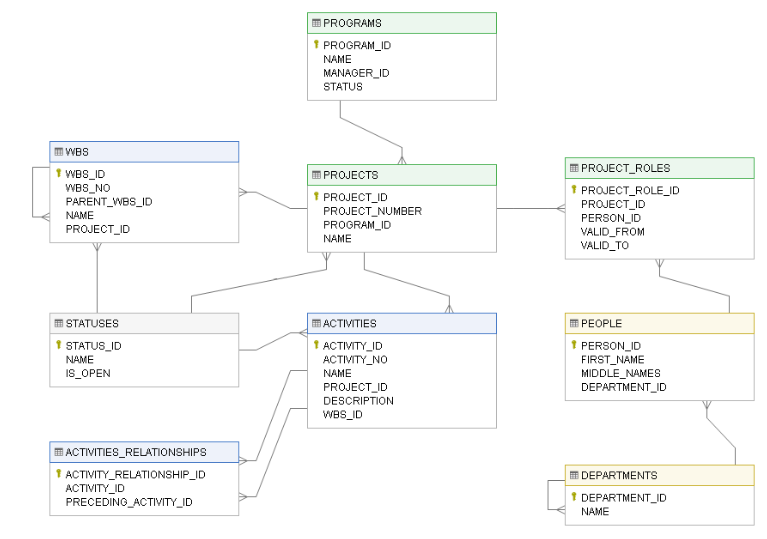 PROGRAMS
PROGRAM_ID
NAME
MANAGER_ID
STATUS
WBS
WBS_ID
WBS_NO
PARENT_WBS_ID
NAME
PROJECT_ID
PROJECTS
PROJECT_ID
PROJECT_NUMBER
PROGRAM_ID
NAME
PROJECT_ROLES
PROJECT_ROLE_ID
PROJECT_ID
PERSON_ID
VALID_FROM
VALID_TO
STATUSES
STATUS_ID
NAME
IS_OPEN
ACTIVITIES
ACTIVITY_ID
ACTIVITY_NO
NAME
PROJECT_ID
DESCRIPTION
WBS_ID
PEOPLE
PERSON_ID
FIRST_NAME
MIDDLE_NAMES
DEPARTMENT_ID
ACTIVITIES_RELATIONSHIPS
ACTIVITY_RELATIONSHIP_ID
ACTIVITY_ID
PRECEDING_ACTIVITY_ID
DEPARTMENTS
DEPARTMENT_ID
NAME